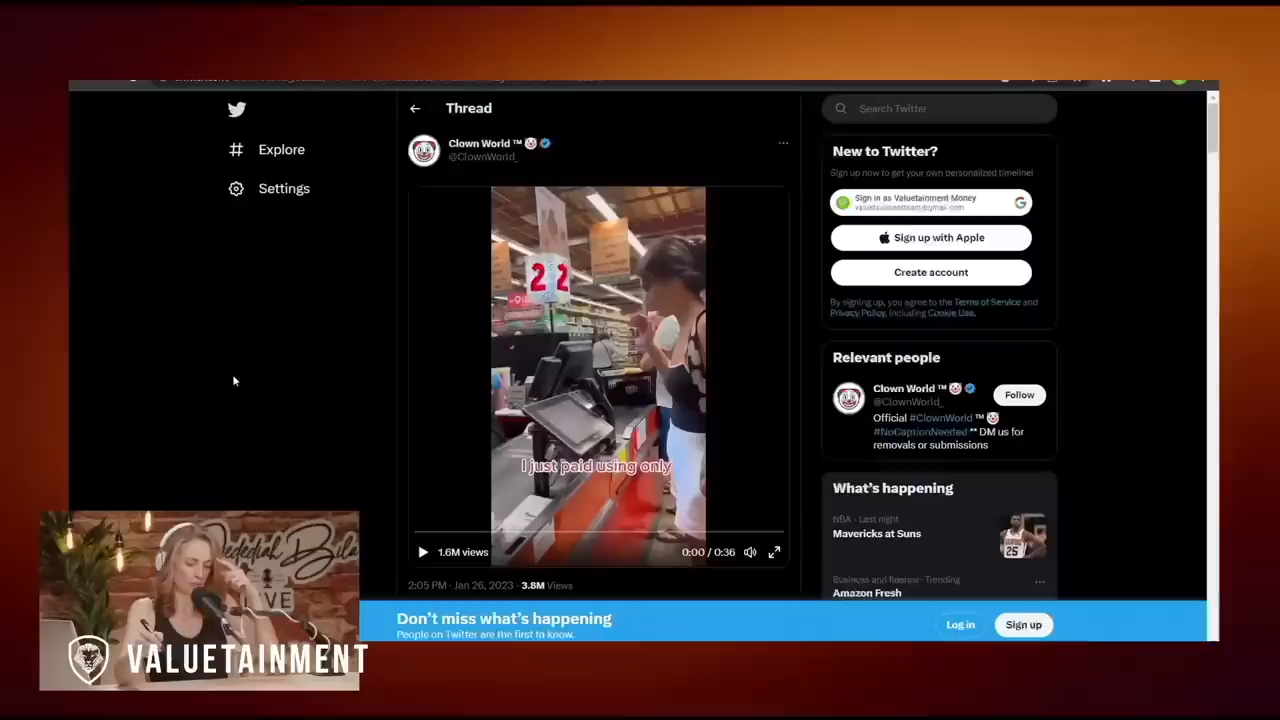 Thread
Explore
Settings
Clown World ™
@ClownWorld_
22
I just paid using only
1.6M views
0:00 / 0:36
2:05 PM · Jan 26, 2023 · 3.8M Views
Search Twitter
New to Twitter?
Sign up now to get your own personalized timeline!
Sign in as Valuetainment Money
valuetainmentteam@gmail.com
Sign up with Apple
Create account
By signing up, you agree to the Terms of Service and
Privacy Policy, including Cookie Use.
Relevant people
Clown World ™
@ClownWorld_
Follow
Official #ClownWorld ™
#NoCaptionNeeded ** DM us for
removals or submissions
What's happening
NBA · Last night
Mavericks at Suns
Business and finance · Trending
Amazon Fresh
Don't miss what's happening
People on Twitter are the first to know.
Log in
Sign up
Jedediah Bila
LIVE
VALUETAINMENT